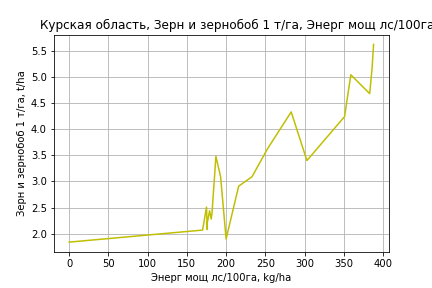 Курская область, Зерн и зернобоб 1 т/га, Энерг мощ лс/100га
5.5
5.0
4.5
4.0
3.5
3.0
2.5
2.0
Зерн и зернобоб 1 т/га, t/ha
0 50 100 150 200 250 300 350 400
Энерг мощ лс/100га, kg/ha